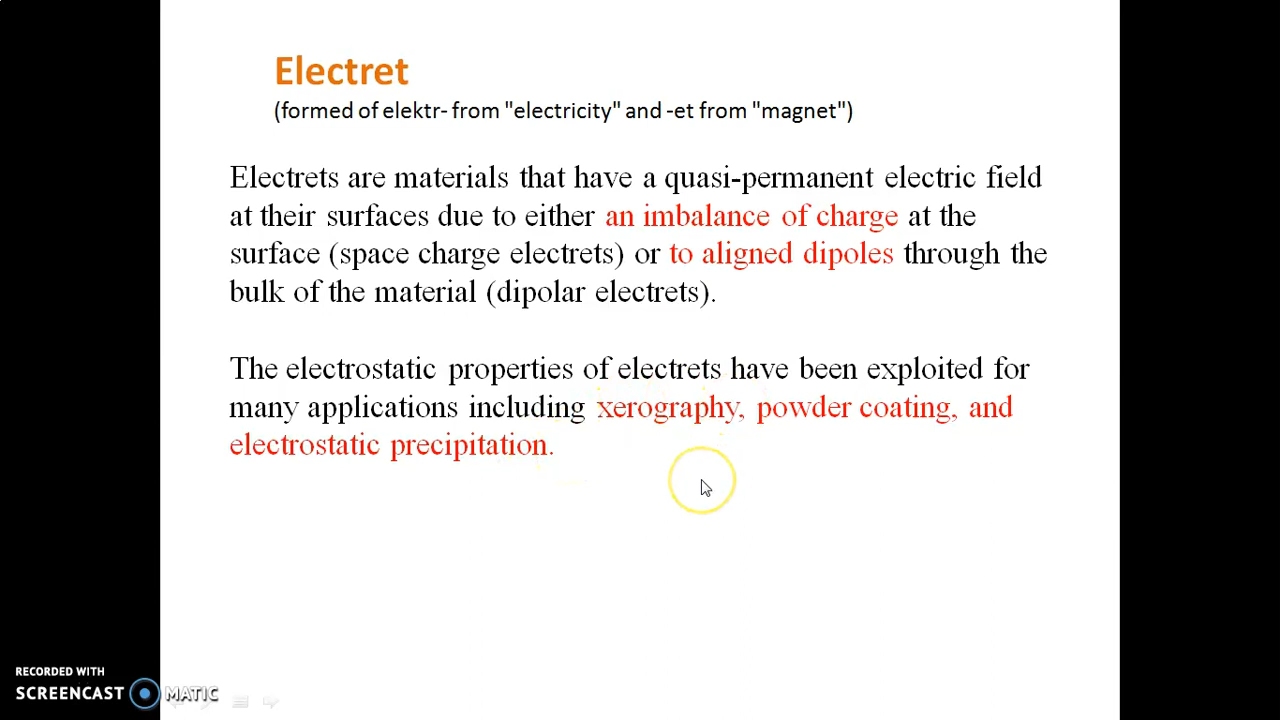 Electret
(formed of elektr- from "electricity" and -et from "magnet")
Electrets are materials that have a quasi-permanent electric field
at their surfaces due to either an imbalance of charge at the
surface (space charge electrets) or to aligned dipoles through the
bulk of the material (dipolar electrets).
The electrostatic properties of electrets have been exploited for
many applications including xerography, powder coating, and
electrostatic precipitation.
RECORDED WITH
SCREENCAST MATIC